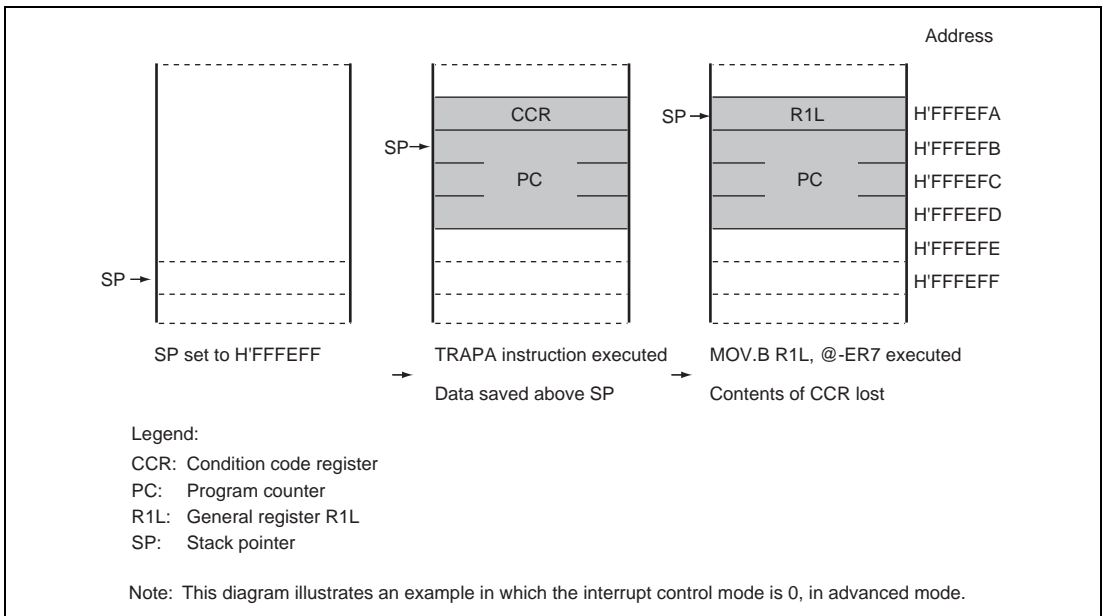 Address
CCR
SP
R1L
H'FFFEFA
SP
H'FFFEFB
PC
PC
H'FFFEFC
H'FFFEFD
H'FFFEFE
SP
H'FFFEFF
SP set to H'FFFEFF
TRAPA instruction executed
MOV.B R1L, @-ER7 executed
Data saved above SP
Contents of CCR lost
Legend:
CCR: Condition code register
PC: Program counter
R1L: General register R1L
SP: Stack pointer
Note: This diagram illustrates an example in which the interrupt control mode is 0, in advanced mode.